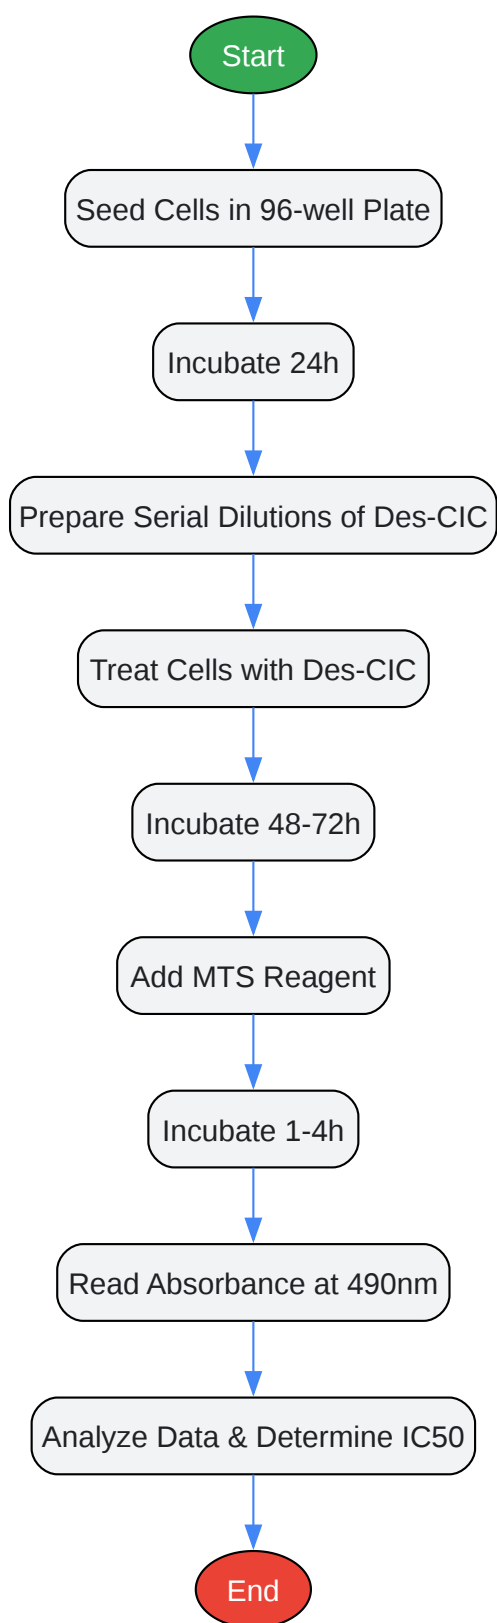 Start
Seed Cells in 96-well Plate
Incubate 24h
Prepare Serial Dilutions of Des-CIC
Treat Cells with Des-CIC
Incubate 48-72h
Add MTS Reagent
Incubate 1-4h
Read Absorbance at 490nm
Analyze Data & Determine IC50
End